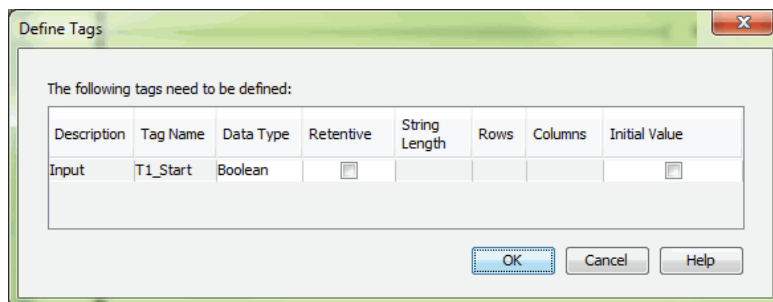 Define Tags
The following tags need to be defined:
Description Tag Name Data Type Retentive String Length Rows Columns Initial Value
Input T1_Start Boolean
OK Cancel Help